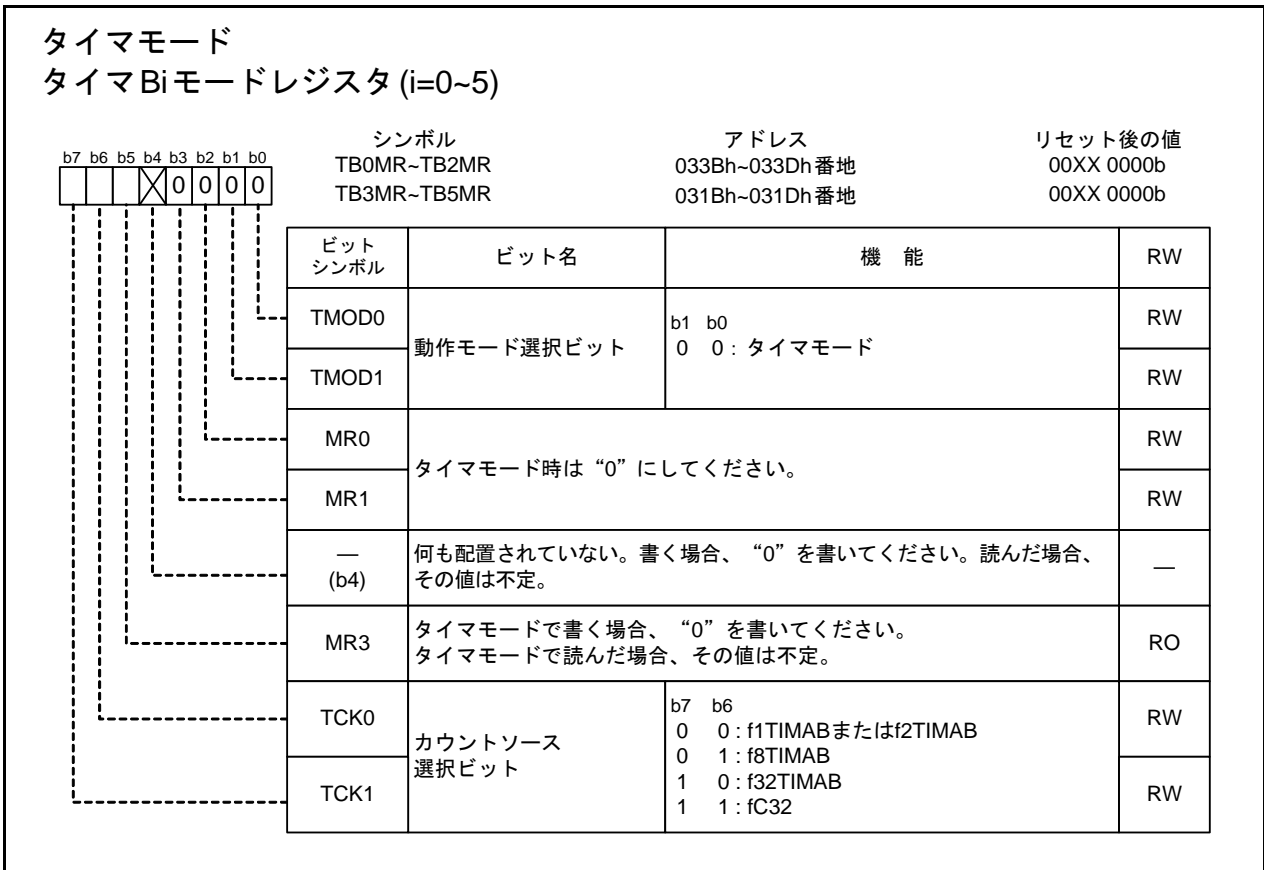 タイマモード
タイマBiモードレジスタ(i=0~5)
シンボル アドレス リセット後の値
b7 b6 b5 b4 b3 b2 b1 b0
TB0MR~TB2MR 033Bh~033Dh番地 00XX 0000b
0 0 0 0
TB3MR~TB5MR 031Bh~031Dh番地 00XX 0000b
ビット
シンボル
ビット名
機 能
RW
TMOD0
動作モード選択ビット
b1 b0
0 0 : タイマモード
RW
TMOD1
RW
MR0
タイマモード時は“0”にしてください。
RW
MR1
RW
—
(b4)
何も配置されていない。書く場合、“0”を書いてください。読んだ場合、
その値は不定。
—
MR3
タイマモードで書く場合、“0”を書いてください。
タイマモードで読んだ場合、その値は不定。
RO
TCK0
カウントソース
選択ビット
b7 b6
0 0 : f1TIMABまたはf2TIMAB
0 1 : f8TIMAB
1 0 : f32TIMAB
1 1 : fC32
RW
TCK1
RW